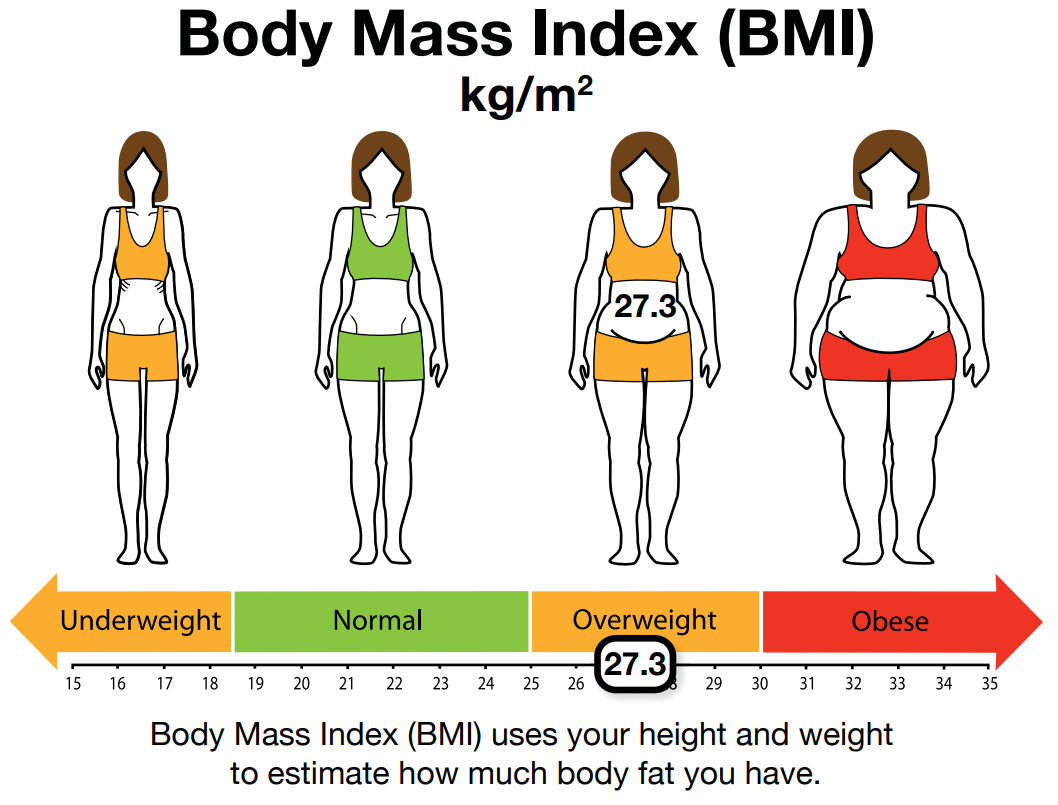 Body Mass Index (BMI)
kg/m²
27.3
Underweight Normal Overweight Obese
27.3
15 16 17 18 19 20 21 22 23 24 25 26 8 29 30 31 32 33 34 35
Body Mass Index (BMI) uses your height and weight
to estimate how much body fat you have.